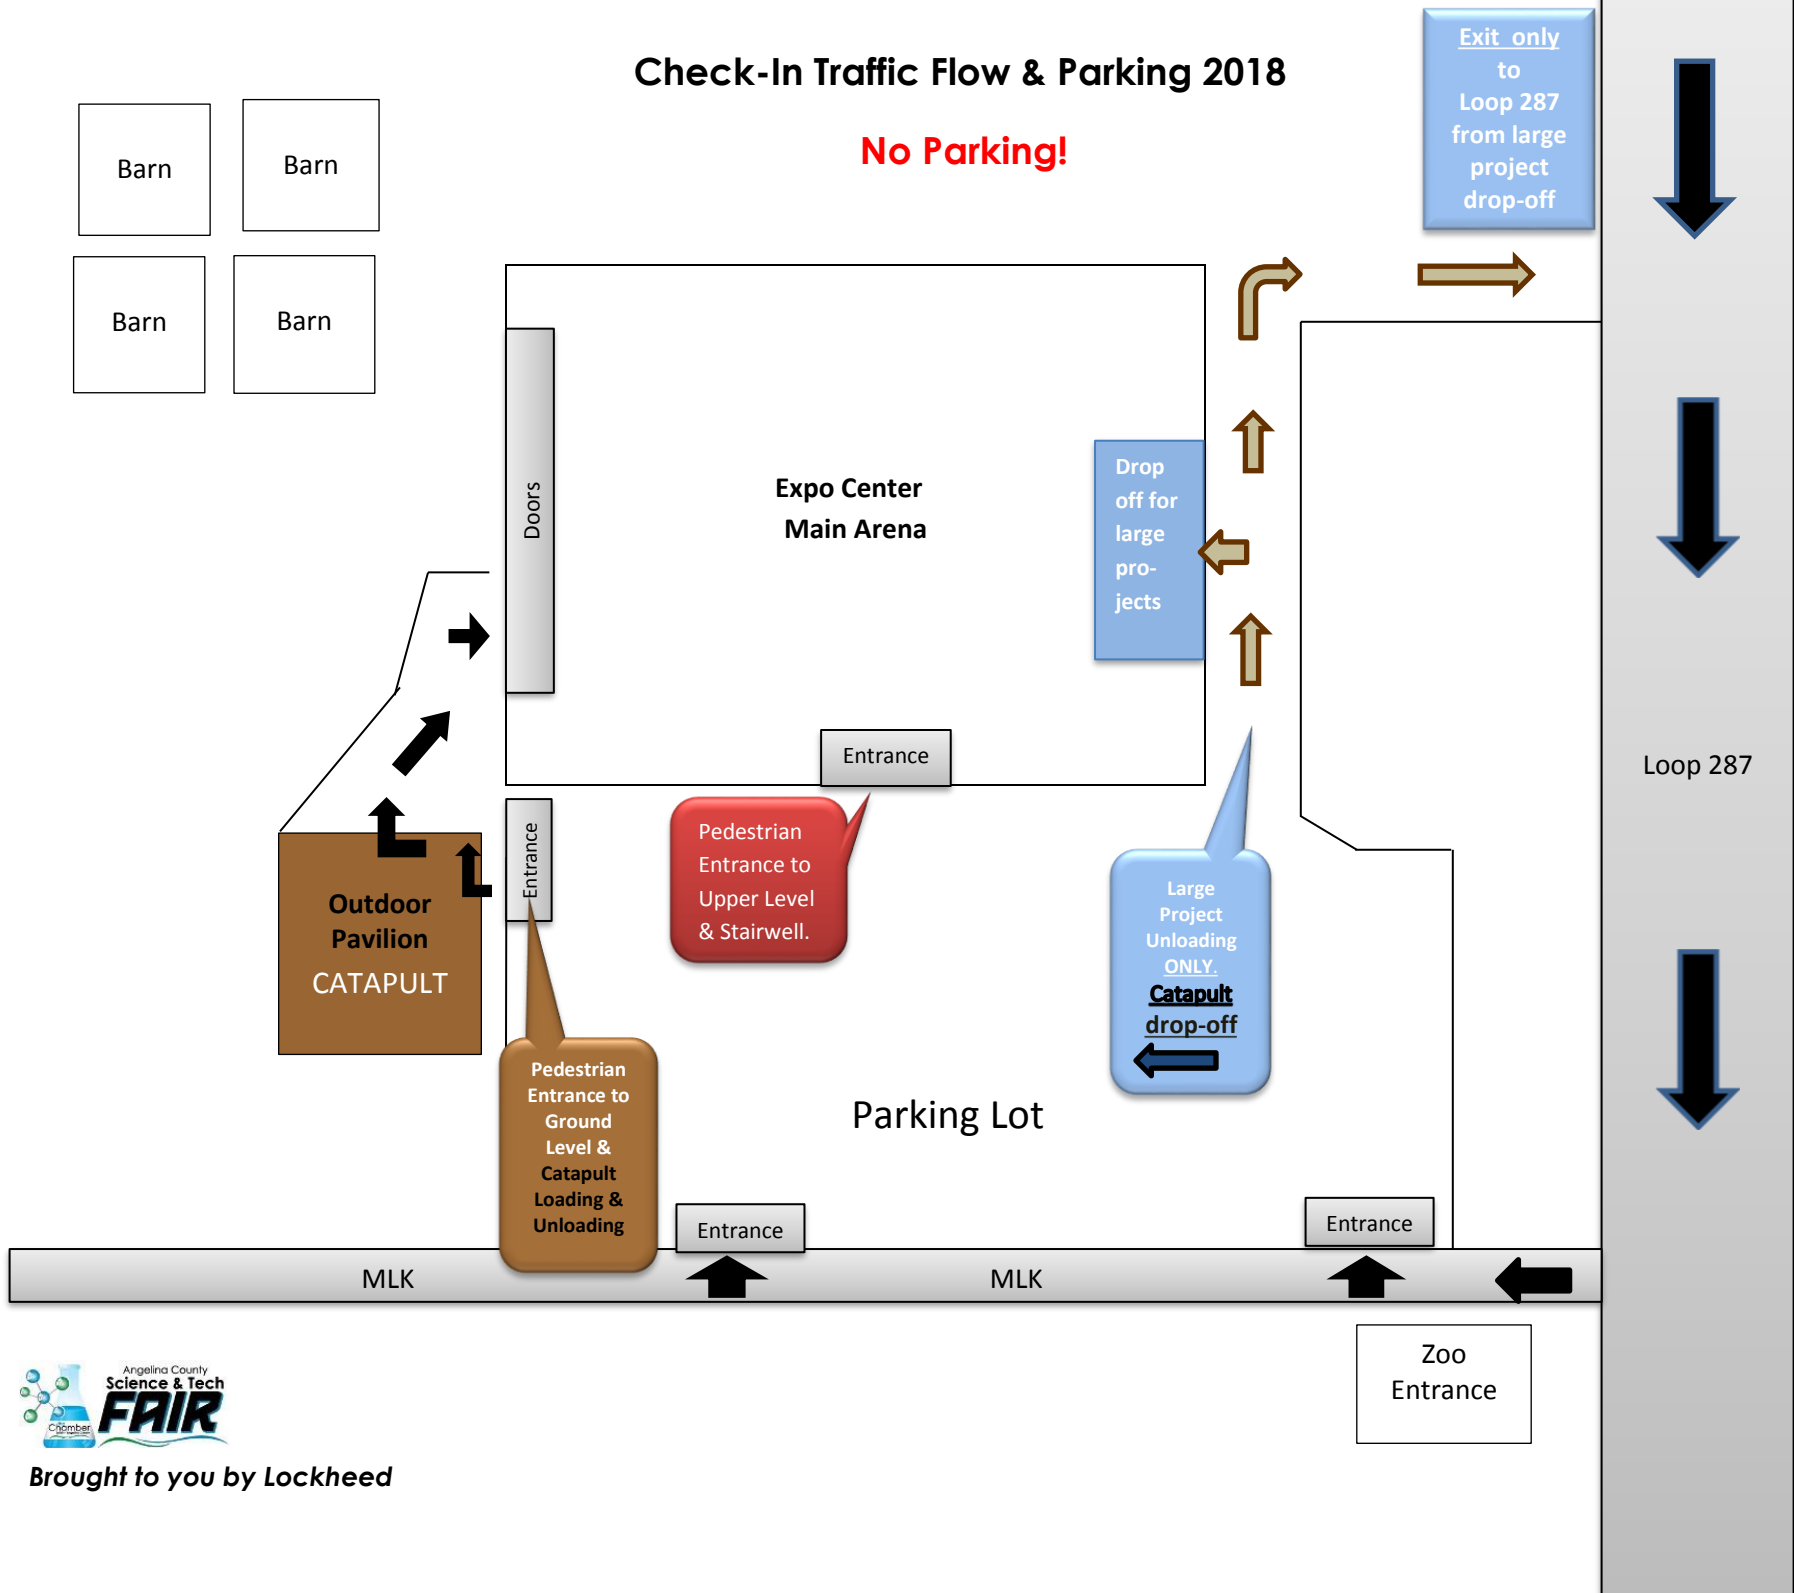 Check-In Traffic Flow & Parking 2018
No Parking!
Exit only
to
Loop 287
from large
project
drop-off
Barn
Barn
Barn
Barn
Doors
Expo Center
Main Arena
Drop
off for
large
pro-
jects
Entrance
Loop 287
Entrance
Pedestrian
Entrance to
Upper Level
& Stairwell.
Large
Project
Unloading
ONLY.
Catapult
drop-off
Outdoor
Pavilion
CATAPULT
Pedestrian
Entrance to
Ground
Level &
Catapult
Loading &
Unloading
Parking Lot
Entrance
Entrance
MLK
MLK
Zoo
Entrance
Angelina County
Science & Tech
FAIR
Chamber
Brought to you by Lockheed